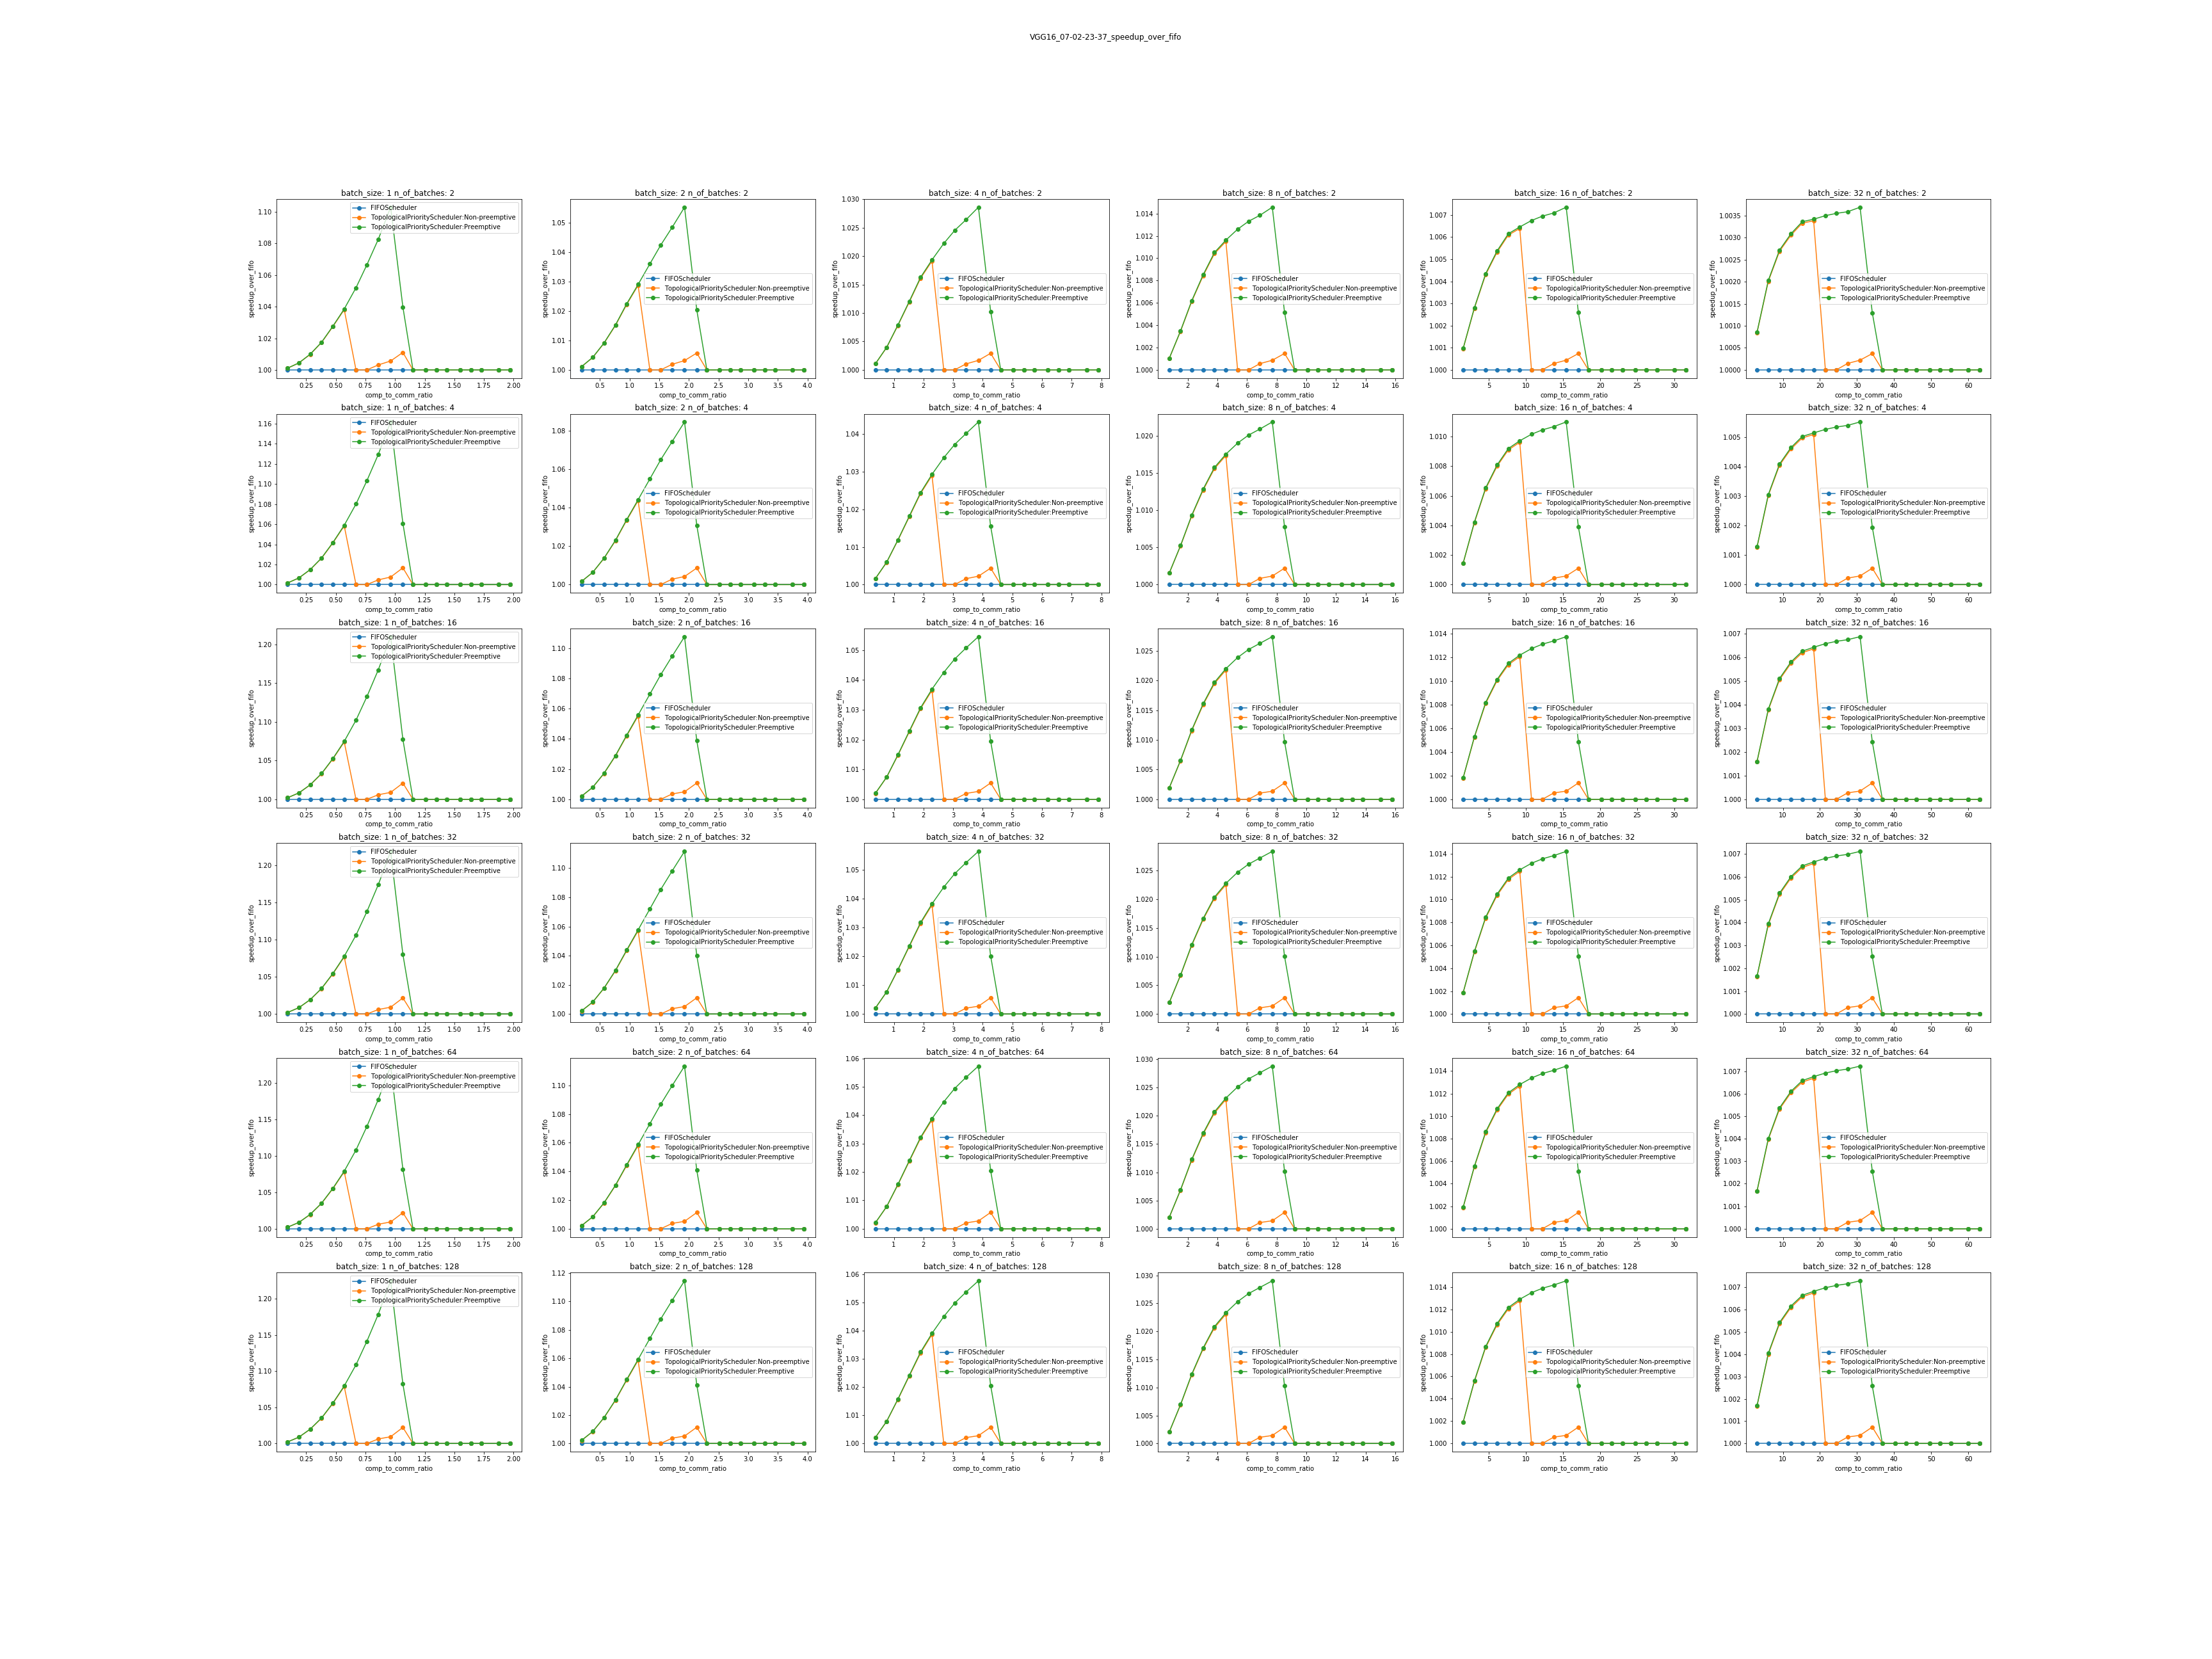 VGG16_07-02-23-37_speedup_over_fifo
batch_size: 1 n_of_batches: 2
FIFOScheduler
TopologicalPriorityScheduler:Non-preemptive
TopologicalPriorityScheduler:Preemptive
speedup_over_fifo
1.10 1.08 1.06 1.04 1.02 1.00
0.25 0.50 0.75 1.00 1.25 1.50 1.75 2.00
comp_to_comm_ratio
batch_size: 2 n_of_batches: 2
FIFOScheduler
TopologicalPriorityScheduler:Non-preemptive
TopologicalPriorityScheduler:Preemptive
speedup_over_fifo
1.05 1.04 1.03 1.02 1.01 1.00
0.5 1.0 1.5 2.0 2.5 3.0 3.5 4.0
comp_to_comm_ratio
batch_size: 4 n_of_batches: 2
FIFOScheduler
TopologicalPriorityScheduler:Non-preemptive
TopologicalPriorityScheduler:Preemptive
speedup_over_fifo
1.030 1.025 1.020 1.015 1.010 1.005 1.000
1 2 3 4 5 6 7 8
comp_to_comm_ratio
batch_size: 8 n_of_batches: 2
FIFOScheduler
TopologicalPriorityScheduler:Non-preemptive
TopologicalPriorityScheduler:Preemptive
speedup_over_fifo
1.014 1.012 1.010 1.008 1.006 1.004 1.002 1.000
2 4 6 8 10 12 14 16
comp_to_comm_ratio
batch_size: 16 n_of_batches: 2
FIFOScheduler
TopologicalPriorityScheduler:Non-preemptive
TopologicalPriorityScheduler:Preemptive
speedup_over_fifo
1.007 1.006 1.005 1.004 1.003 1.002 1.001 1.000
5 10 15 20 25 30
comp_to_comm_ratio
batch_size: 32 n_of_batches: 2
FIFOScheduler
TopologicalPriorityScheduler:Non-preemptive
TopologicalPriorityScheduler:Preemptive
speedup_over_fifo
1.0035 1.0030 1.0025 1.0020 1.0015 1.0010 1.0005 1.0000
10 20 30 40 50 60
comp_to_comm_ratio
batch_size: 1 n_of_batches: 4
FIFOScheduler
TopologicalPriorityScheduler:Non-preemptive
TopologicalPriorityScheduler:Preemptive
speedup_over_fifo
1.16 1.14 1.12 1.10 1.08 1.06 1.04 1.02 1.00
0.25 0.50 0.75 1.00 1.25 1.50 1.75 2.00
comp_to_comm_ratio
batch_size: 2 n_of_batches: 4
FIFOScheduler
TopologicalPriorityScheduler:Non-preemptive
TopologicalPriorityScheduler:Preemptive
speedup_over_fifo
1.08 1.06 1.04 1.02 1.00
0.5 1.0 1.5 2.0 2.5 3.0 3.5 4.0
comp_to_comm_ratio
batch_size: 4 n_of_batches: 4
FIFOScheduler
TopologicalPriorityScheduler:Non-preemptive
TopologicalPriorityScheduler:Preemptive
speedup_over_fifo
1.04 1.03 1.02 1.01 1.00
1 2 3 4 5 6 7 8
comp_to_comm_ratio
batch_size: 8 n_of_batches: 4
FIFOScheduler
TopologicalPriorityScheduler:Non-preemptive
TopologicalPriorityScheduler:Preemptive
speedup_over_fifo
1.020 1.015 1.010 1.005 1.000
2 4 6 8 10 12 14 16
comp_to_comm_ratio
batch_size: 16 n_of_batches: 4
FIFOScheduler
TopologicalPriorityScheduler:Non-preemptive
TopologicalPriorityScheduler:Preemptive
speedup_over_fifo
1.010 1.008 1.006 1.004 1.002 1.000
5 10 15 20 25 30
comp_to_comm_ratio
batch_size: 32 n_of_batches: 4
FIFOScheduler
TopologicalPriorityScheduler:Non-preemptive
TopologicalPriorityScheduler:Preemptive
speedup_over_fifo
1.005 1.004 1.003 1.002 1.001 1.000
10 20 30 40 50 60
comp_to_comm_ratio
batch_size: 1 n_of_batches: 16
FIFOScheduler
TopologicalPriorityScheduler:Non-preemptive
TopologicalPriorityScheduler:Preemptive
speedup_over_fifo
1.20 1.15 1.10 1.05 1.00
0.25 0.50 0.75 1.00 1.25 1.50 1.75 2.00
comp_to_comm_ratio
batch_size: 2 n_of_batches: 16
FIFOScheduler
TopologicalPriorityScheduler:Non-preemptive
TopologicalPriorityScheduler:Preemptive
speedup_over_fifo
1.10 1.08 1.06 1.04 1.02 1.00
0.5 1.0 1.5 2.0 2.5 3.0 3.5 4.0
comp_to_comm_ratio
batch_size: 4 n_of_batches: 16
FIFOScheduler
TopologicalPriorityScheduler:Non-preemptive
TopologicalPriorityScheduler:Preemptive
speedup_over_fifo
1.05 1.04 1.03 1.02 1.01 1.00
1 2 3 4 5 6 7 8
comp_to_comm_ratio
batch_size: 8 n_of_batches: 16
FIFOScheduler
TopologicalPriorityScheduler:Non-preemptive
TopologicalPriorityScheduler:Preemptive
speedup_over_fifo
1.025 1.020 1.015 1.010 1.005 1.000
2 4 6 8 10 12 14 16
comp_to_comm_ratio
batch_size: 16 n_of_batches: 16
FIFOScheduler
TopologicalPriorityScheduler:Non-preemptive
TopologicalPriorityScheduler:Preemptive
speedup_over_fifo
1.014 1.012 1.010 1.008 1.006 1.004 1.002 1.000
5 10 15 20 25 30
comp_to_comm_ratio
batch_size: 32 n_of_batches: 16
FIFOScheduler
TopologicalPriorityScheduler:Non-preemptive
TopologicalPriorityScheduler:Preemptive
speedup_over_fifo
1.007 1.006 1.005 1.004 1.003 1.002 1.001 1.000
10 20 30 40 50 60
comp_to_comm_ratio
batch_size: 1 n_of_batches: 32
FIFOScheduler
TopologicalPriorityScheduler:Non-preemptive
TopologicalPriorityScheduler:Preemptive
speedup_over_fifo
1.20 1.15 1.10 1.05 1.00
0.25 0.50 0.75 1.00 1.25 1.50 1.75 2.00
comp_to_comm_ratio
batch_size: 2 n_of_batches: 32
FIFOScheduler
TopologicalPriorityScheduler:Non-preemptive
TopologicalPriorityScheduler:Preemptive
speedup_over_fifo
1.10 1.08 1.06 1.04 1.02 1.00
0.5 1.0 1.5 2.0 2.5 3.0 3.5 4.0
comp_to_comm_ratio
batch_size: 4 n_of_batches: 32
FIFOScheduler
TopologicalPriorityScheduler:Non-preemptive
TopologicalPriorityScheduler:Preemptive
speedup_over_fifo
1.05 1.04 1.03 1.02 1.01 1.00
1 2 3 4 5 6 7 8
comp_to_comm_ratio
batch_size: 8 n_of_batches: 32
FIFOScheduler
TopologicalPriorityScheduler:Non-preemptive
TopologicalPriorityScheduler:Preemptive
speedup_over_fifo
1.025 1.020 1.015 1.010 1.005 1.000
2 4 6 8 10 12 14 16
comp_to_comm_ratio
batch_size: 16 n_of_batches: 32
FIFOScheduler
TopologicalPriorityScheduler:Non-preemptive
TopologicalPriorityScheduler:Preemptive
speedup_over_fifo
1.014 1.012 1.010 1.008 1.006 1.004 1.002 1.000
5 10 15 20 25 30
comp_to_comm_ratio
batch_size: 32 n_of_batches: 32
FIFOScheduler
TopologicalPriorityScheduler:Non-preemptive
TopologicalPriorityScheduler:Preemptive
speedup_over_fifo
1.007 1.006 1.005 1.004 1.003 1.002 1.001 1.000
10 20 30 40 50 60
comp_to_comm_ratio
batch_size: 1 n_of_batches: 64
FIFOScheduler
TopologicalPriorityScheduler:Non-preemptive
TopologicalPriorityScheduler:Preemptive
speedup_over_fifo
1.20 1.15 1.10 1.05 1.00
0.25 0.50 0.75 1.00 1.25 1.50 1.75 2.00
comp_to_comm_ratio
batch_size: 2 n_of_batches: 64
FIFOScheduler
TopologicalPriorityScheduler:Non-preemptive
TopologicalPriorityScheduler:Preemptive
speedup_over_fifo
1.10 1.08 1.06 1.04 1.02 1.00
0.5 1.0 1.5 2.0 2.5 3.0 3.5 4.0
comp_to_comm_ratio
batch_size: 4 n_of_batches: 64
FIFOScheduler
TopologicalPriorityScheduler:Non-preemptive
TopologicalPriorityScheduler:Preemptive
speedup_over_fifo
1.06 1.05 1.04 1.03 1.02 1.01 1.00
1 2 3 4 5 6 7 8
comp_to_comm_ratio
batch_size: 8 n_of_batches: 64
FIFOScheduler
TopologicalPriorityScheduler:Non-preemptive
TopologicalPriorityScheduler:Preemptive
speedup_over_fifo
1.030 1.025 1.020 1.015 1.010 1.005 1.000
2 4 6 8 10 12 14 16
comp_to_comm_ratio
batch_size: 16 n_of_batches: 64
FIFOScheduler
TopologicalPriorityScheduler:Non-preemptive
TopologicalPriorityScheduler:Preemptive
speedup_over_fifo
1.014 1.012 1.010 1.008 1.006 1.004 1.002 1.000
5 10 15 20 25 30
comp_to_comm_ratio
batch_size: 32 n_of_batches: 64
FIFOScheduler
TopologicalPriorityScheduler:Non-preemptive
TopologicalPriorityScheduler:Preemptive
speedup_over_fifo
1.007 1.006 1.005 1.004 1.003 1.002 1.001 1.000
10 20 30 40 50 60
comp_to_comm_ratio
batch_size: 1 n_of_batches: 128
FIFOScheduler
TopologicalPriorityScheduler:Non-preemptive
TopologicalPriorityScheduler:Preemptive
speedup_over_fifo
1.20 1.15 1.10 1.05 1.00
0.25 0.50 0.75 1.00 1.25 1.50 1.75 2.00
comp_to_comm_ratio
batch_size: 2 n_of_batches: 128
FIFOScheduler
TopologicalPriorityScheduler:Non-preemptive
TopologicalPriorityScheduler:Preemptive
speedup_over_fifo
1.12 1.10 1.08 1.06 1.04 1.02 1.00
0.5 1.0 1.5 2.0 2.5 3.0 3.5 4.0
comp_to_comm_ratio
batch_size: 4 n_of_batches: 128
FIFOScheduler
TopologicalPriorityScheduler:Non-preemptive
TopologicalPriorityScheduler:Preemptive
speedup_over_fifo
1.06 1.05 1.04 1.03 1.02 1.01 1.00
1 2 3 4 5 6 7 8
comp_to_comm_ratio
batch_size: 8 n_of_batches: 128
FIFOScheduler
TopologicalPriorityScheduler:Non-preemptive
TopologicalPriorityScheduler:Preemptive
speedup_over_fifo
1.030 1.025 1.020 1.015 1.010 1.005 1.000
2 4 6 8 10 12 14 16
comp_to_comm_ratio
batch_size: 16 n_of_batches: 128
FIFOScheduler
TopologicalPriorityScheduler:Non-preemptive
TopologicalPriorityScheduler:Preemptive
speedup_over_fifo
1.014 1.012 1.010 1.008 1.006 1.004 1.002 1.000
5 10 15 20 25 30
comp_to_comm_ratio
batch_size: 32 n_of_batches: 128
FIFOScheduler
TopologicalPriorityScheduler:Non-preemptive
TopologicalPriorityScheduler:Preemptive
speedup_over_fifo
1.007 1.006 1.005 1.004 1.003 1.002 1.001 1.000
10 20 30 40 50 60
comp_to_comm_ratio